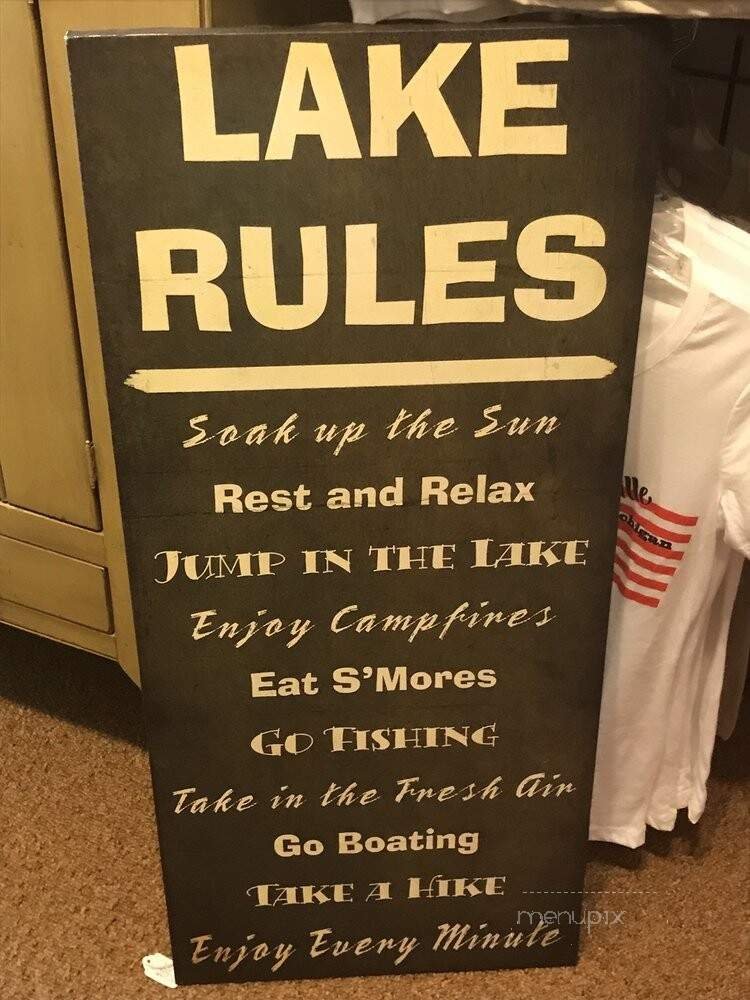 LAKE
RULES
Soak up the Sun
Rest and Relax
JUMP IN THE LAKE
Enjoy Campfires
Eat S'Mores
GO FISHING
Take in the Fresh Air
Go Boating
TAKE A HIKE
Enjoy Every Minute
menupix